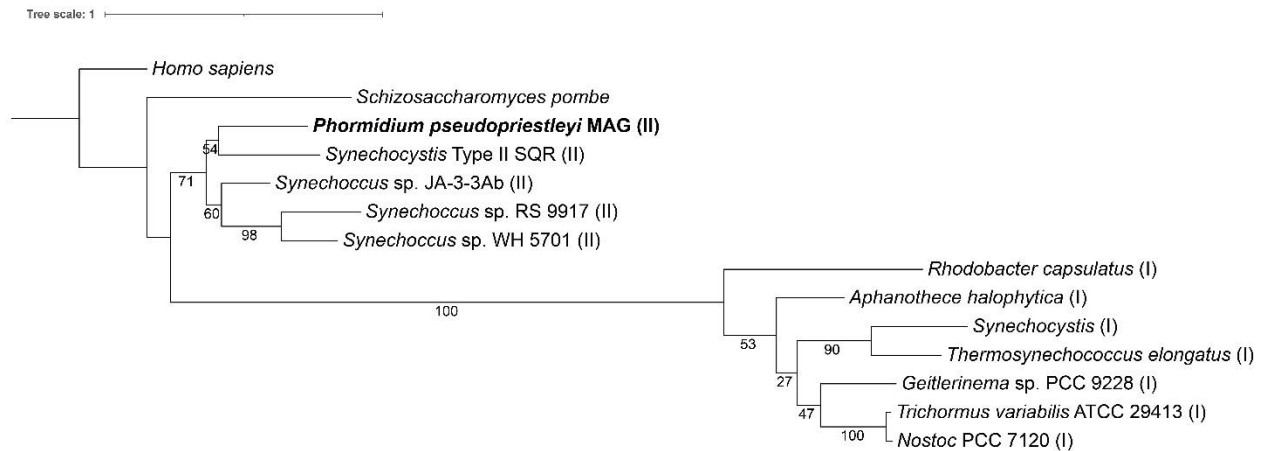 Tree scale: 1
Homo sapiens
Schizosaccharomyces pombe
Phormidium pseudopriestleyi MAG (II)
54
Synechocystis Type II SQR (II)
71
Synechoccus sp. JA-3-3Ab (II)
60
Synechoccus sp. RS 9917 (II)
98
Synechoccus sp. WH 5701 (II)
Rhodobacter capsulatus (I)
Aphanothece halophytica (I)
100
Synechocystis (I)
53
90
Thermosynechococcus elongatus (I)
27
Geitlerinema sp. PCC 9228 (I)
47
Trichormus variabilis ATCC 29413 (I)
100
Nostoc PCC 7120 (I)